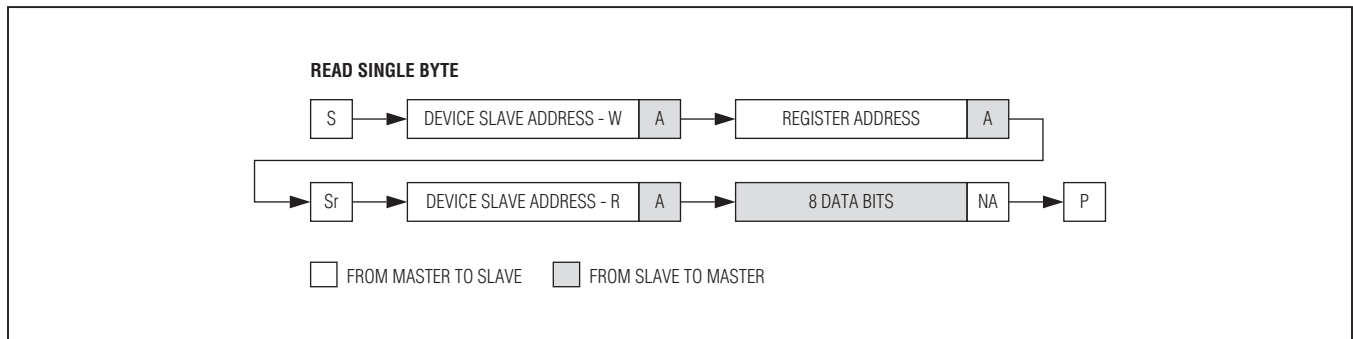 READ SINGLE BYTE
S DEVICE SLAVE ADDRESS - W A REGISTER ADDRESS A
Sr DEVICE SLAVE ADDRESS - R A 8 DATA BITS NA P
FROM MASTER TO SLAVE FROM SLAVE TO MASTER